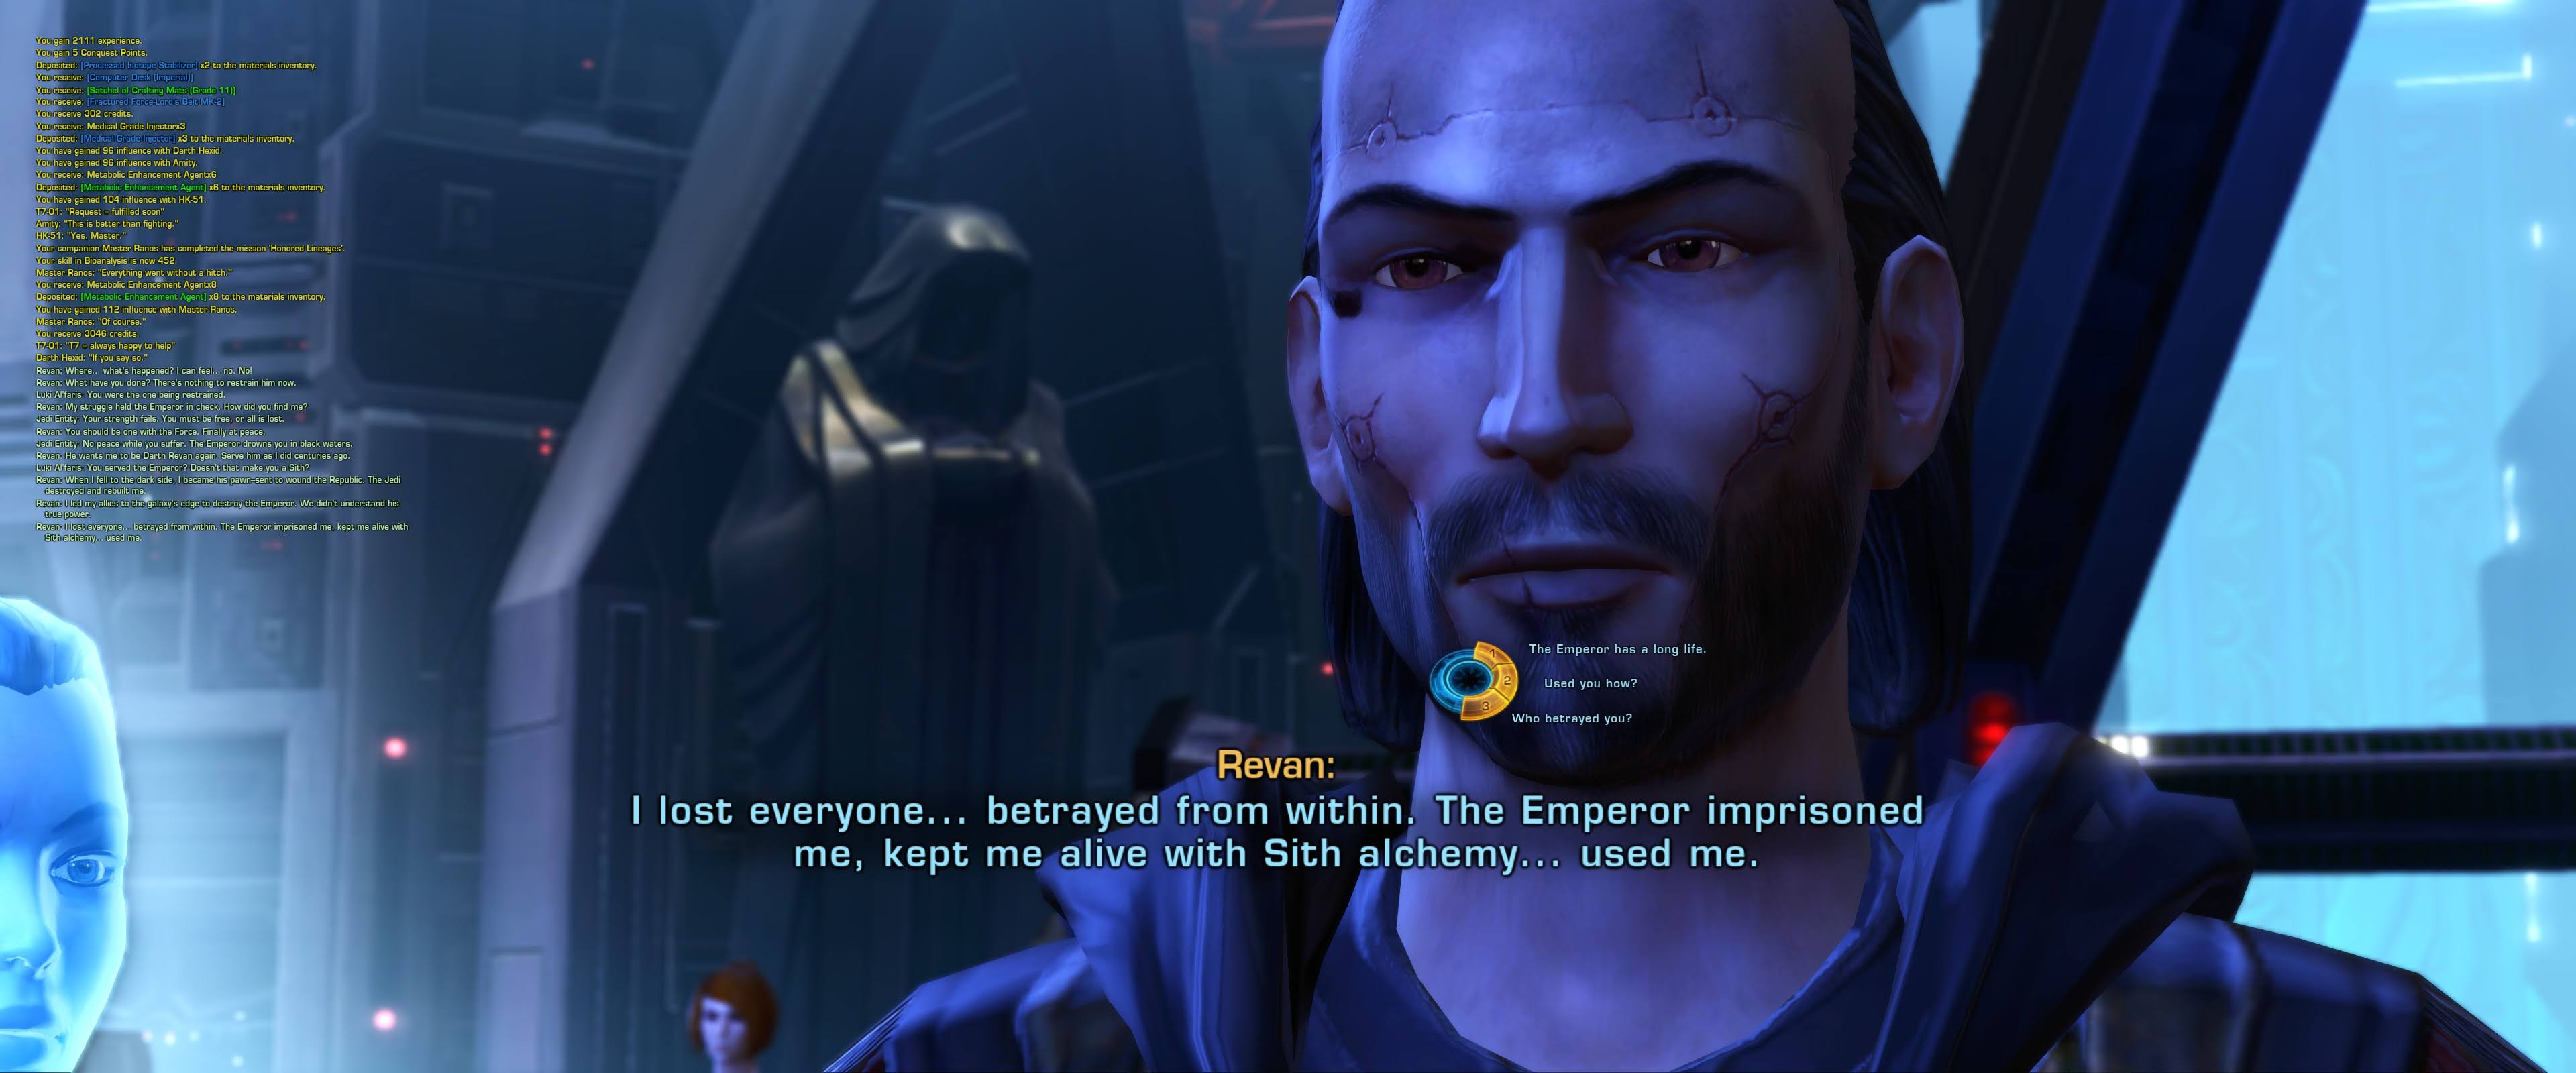 You gain 2111 experience.
You gain 5 Conquest Points.
Deposited: [Processed Isotope Stabilizer] x2 to the materials inventory.
You receive: [Computer Desk (Imperial)]
You receive: [Satchel of Crafting Mats (Grade 11)]
You receive: [Fractured Force-Lord's Belt MK-2]
You receive 302 credits.
You receive: Medical Grade Injectorx3
Deposited: [Medical Grade Injector] x3 to the materials inventory.
You have gained 96 influence with Darth Hexid.
You have gained 96 influence with Amity.
You receive: Metabolic Enhancement Agentx6
Deposited: [Metabolic Enhancement Agent] x6 to the materials inventory.
You have gained 104 influence with HK-51.
T7-01: "Request = fulfilled soon"
Amity: "This is better than fighting."
HK-51: "Yes, Master."
Your companion Master Ranos has completed the mission 'Honored Lineages'.
Your skill in Bioanalysis is now 452.
Master Ranos: "Everything went without a hitch."
You receive: Metabolic Enhancement Agentx8
Deposited: [Metabolic Enhancement Agent] x8 to the materials inventory.
You have gained 112 influence with Master Ranos.
Master Ranos: "Of course."
You receive 3046 credits.
T7-01: "T7 = always happy to help"
Darth Hexid: "If you say so."
Revan: Where... what's happened? I can feel... no. No!
Revan: What have you done? There's nothing to restrain him now.
Luki Al'faris: You were the one being restrained.
Revan: My struggle held the Emperor in check. How did you find me?
Jedi Entity: Your strength fails. You must be free, or all is lost.
Revan: You should be one with the Force. Finally at peace.
Jedi Entity: No peace while you suffer. The Emperor drowns you in black waters.
Revan: He wants me to be Darth Revan again. Serve him as I did centuries ago.
Luki Al'faris: You served the Emperor? Doesn't that make you a Sith?
Revan: When I fell to the dark side, I became his pawn–sent to wound the Republic. The Jedi
destroyed and rebuilt me.
Revan: I led my allies to the galaxy's edge to destroy the Emperor. We didn't understand his
true power.
Revan: I lost everyone... betrayed from within. The Emperor imprisoned me, kept me alive with
Sith alchemy... used me.
1 The Emperor has a long life.
2 Used you how?
3 Who betrayed you?
Revan:
I lost everyone... betrayed from within. The Emperor imprisoned
me, kept me alive with Sith alchemy... used me.